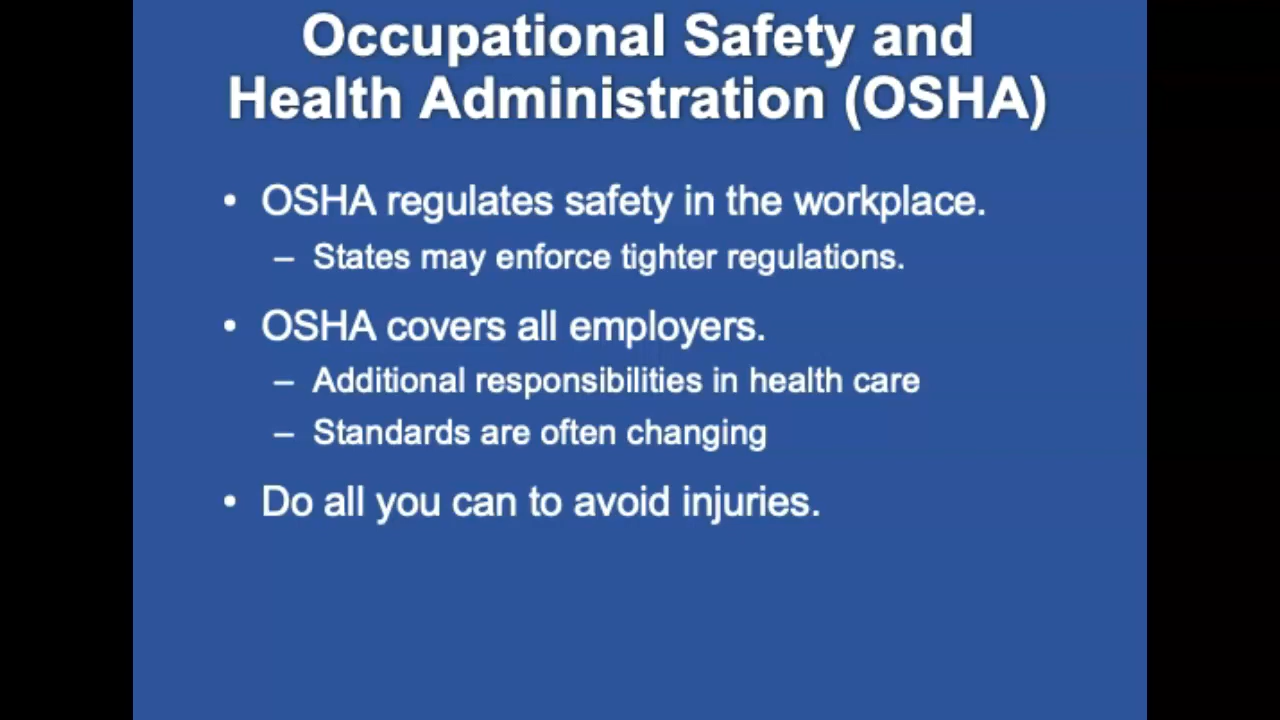 Occupational Safety and
Health Administration (OSHA)
• OSHA regulates safety in the workplace.
– States may enforce tighter regulations.
• OSHA covers all employers.
– Additional responsibilities in health care
– Standards are often changing
• Do all you can to avoid injuries.